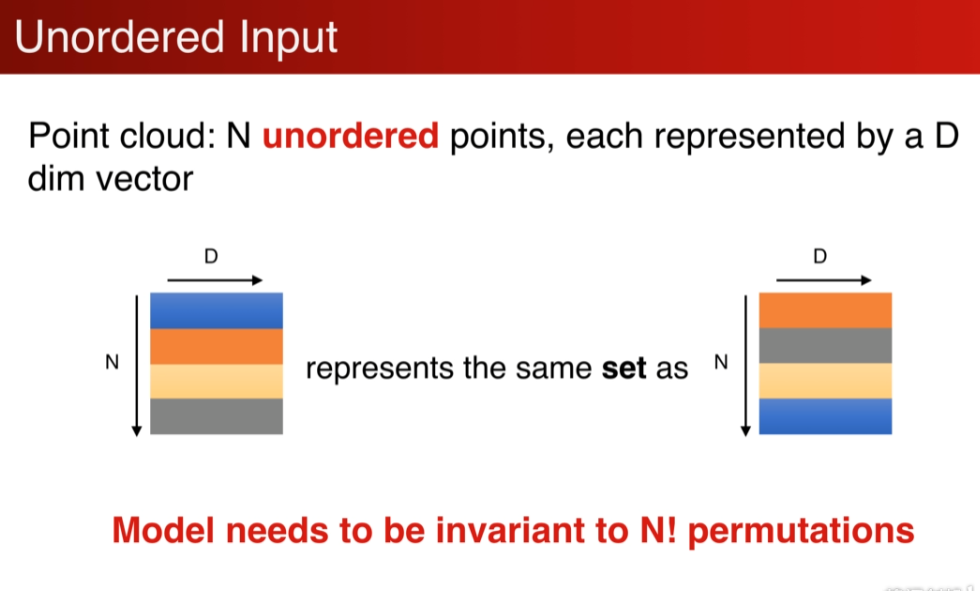 Unordered Input
Point cloud: N unordered points, each represented by a D
dim vector
D
D
N
represents the same set as
N
Model needs to be invariant to N! permutations